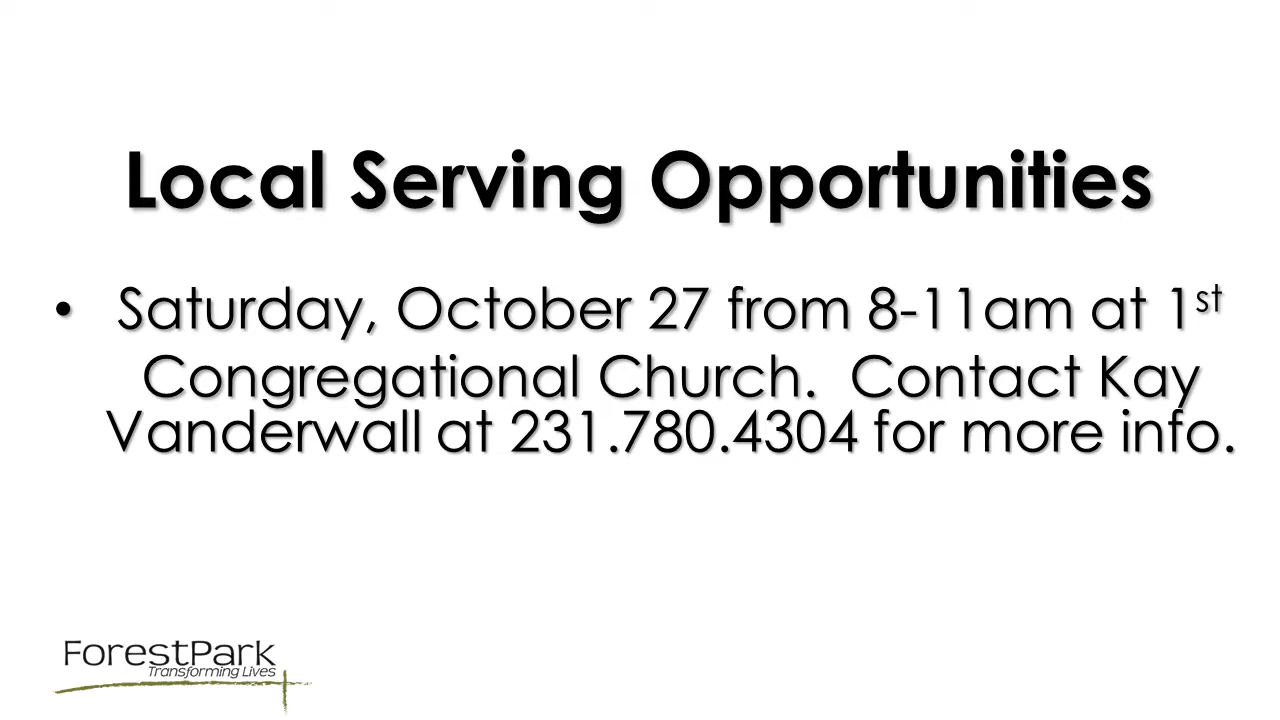 Local Serving Opportunities
• Saturday, October 27 from 8-11am at 1st
Congregational Church. Contact Kay
Vanderwall at 231.780.4304 for more info.
ForestPark
Transforming Lives